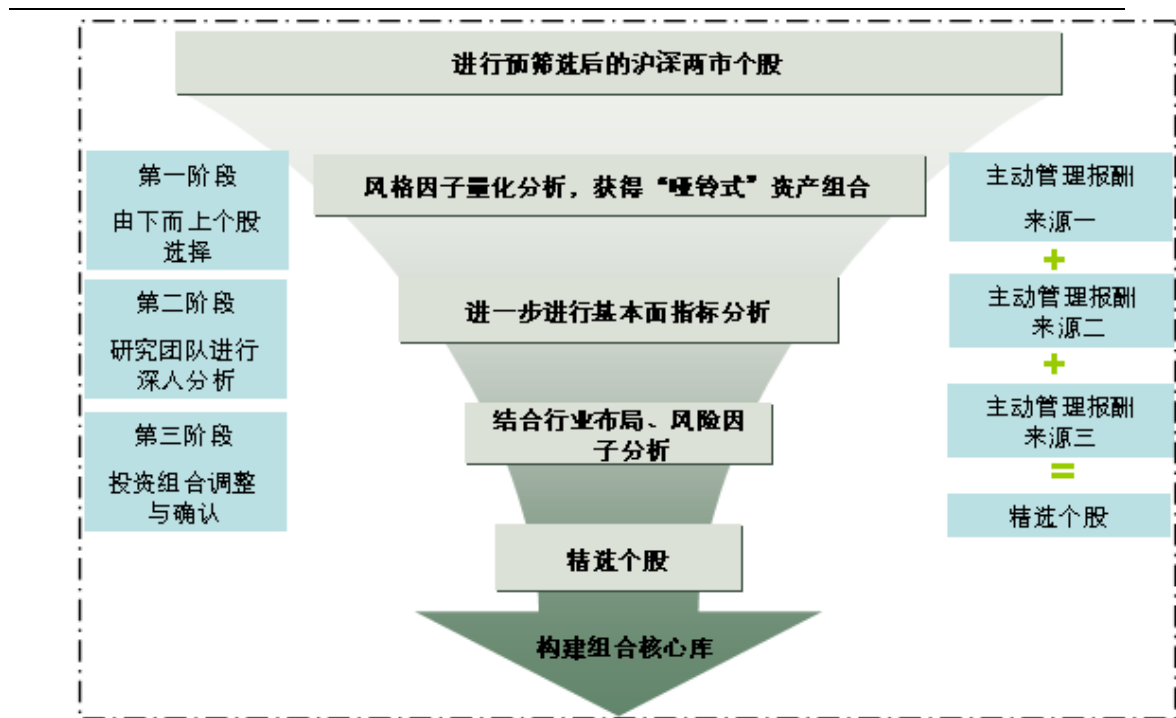 进行预筛选后的沪深两市个股
第一阶段
由下而上个股
选择
风格因子量化分析，获得“哑铃式”资产组合
主动管理报酬
来源一
+
第二阶段
研究团队进行
深入分析
进一步进行基本面指标分析
主动管理报酬
来源二
+
第三阶段
投资组合调整
与确认
结合行业布局、风险因
子分析
主动管理报酬
来源三
=
精选个股
精选个股
构建组合核心库